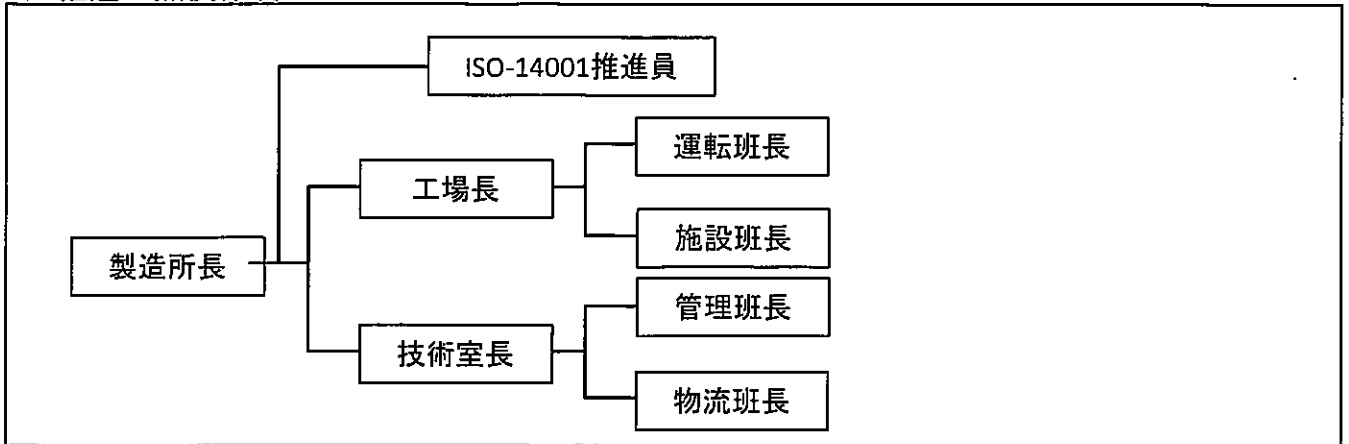 ISO-14001推進員
運転班長
工場長
施設班長
製造所長
管理班長
技術室長
物流班長